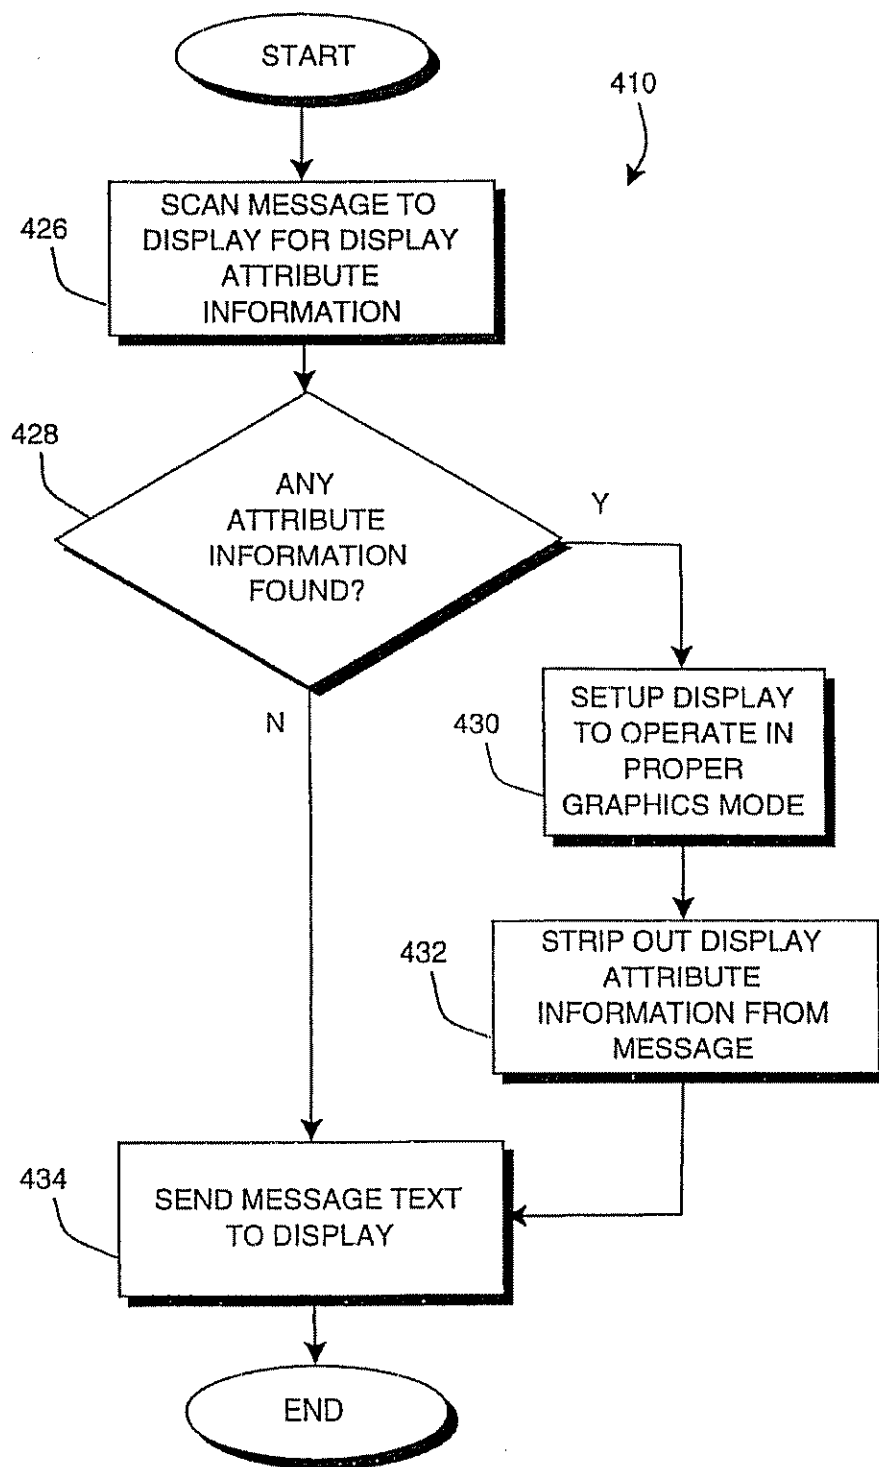 START
410
SCAN MESSAGE TO
DISPLAY FOR DISPLAY
ATTRIBUTE
INFORMATION
426
428
ANY
ATTRIBUTE
INFORMATION
FOUND?
Y
N
SETUP DISPLAY
TO OPERATE IN
PROPER
GRAPHICS MODE
430
STRIP OUT DISPLAY
ATTRIBUTE
INFORMATION FROM
MESSAGE
432
SEND MESSAGE TEXT
TO DISPLAY
434
END